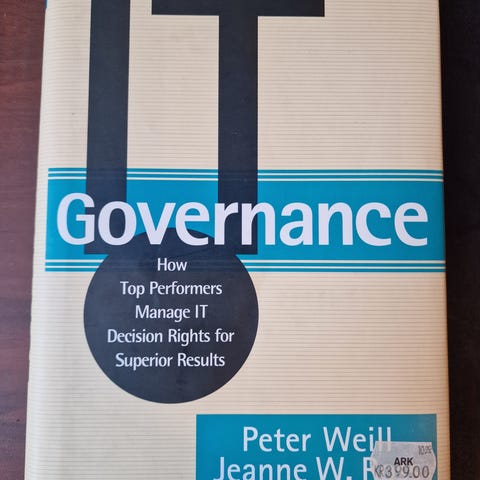 IT
Governance
How
Top Performers
Manage IT
Decision Rights for
Superior Results
Peter Weill
Jeanne W.
ARK
399.00